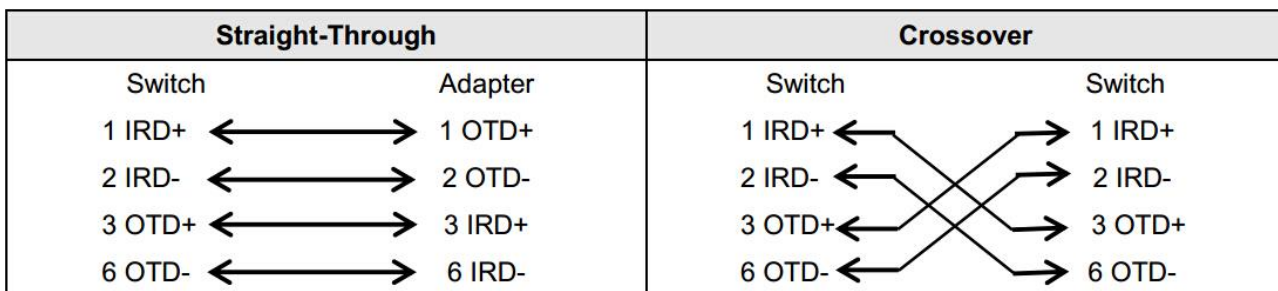 Straight-Through Crossover
Switch Adapter Switch Switch
1 IRD+ 1 OTD+ 1 IRD+ 1 IRD+
2 IRD- 2 OTD- 2 IRD- 2 IRD-
3 OTD+ 3 IRD+ 3 OTD+ 3 OTD+
6 OTD- 6 IRD- 6 OTD- 6 OTD-